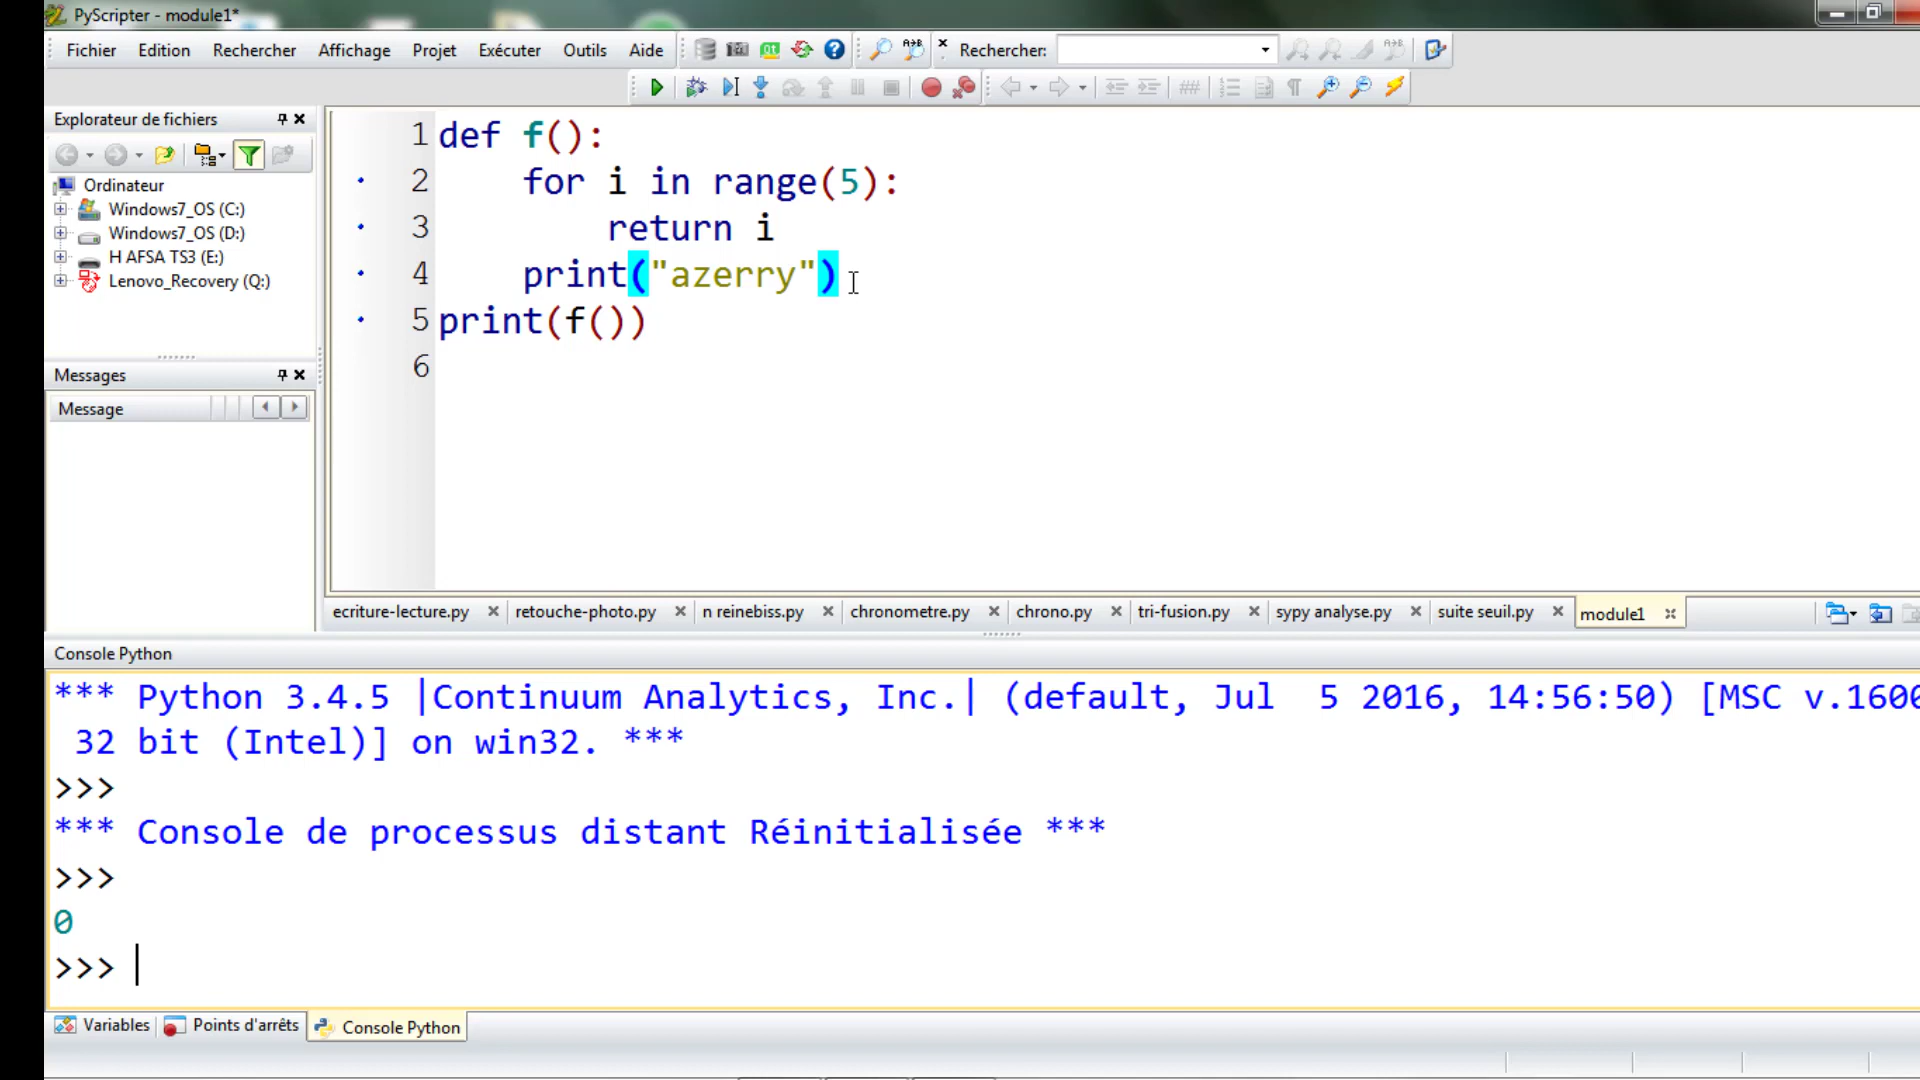 PyScripter - module1*
Fichier Edition Rechercher Affichage Projet Exécuter Outils Aide Rechercher:
Explorateur de fichiers
Ordinateur
Windows7_OS (C:)
Windows7_OS (D:)
H AFSA TS3 (E:)
Lenovo_Recovery (Q:)
Messages
Message
1 def f():
2 for i in range(5):
3 return i
4 print("azerry")
5 print(f())
6
ecriture-lecture.py retouche-photo.py n reinebiss.py chronometre.py chrono.py tri-fusion.py sypy analyse.py suite seuil.py module1
Console Python
*** Python 3.4.5 |Continuum Analytics, Inc.| (default, Jul 5 2016, 14:56:50) [MSC v.1600
32 bit (Intel)] on win32. ***
>>>
*** Console de processus distant Réinitialisée ***
>>>
0
>>>
Variables Points d'arrêts Console Python